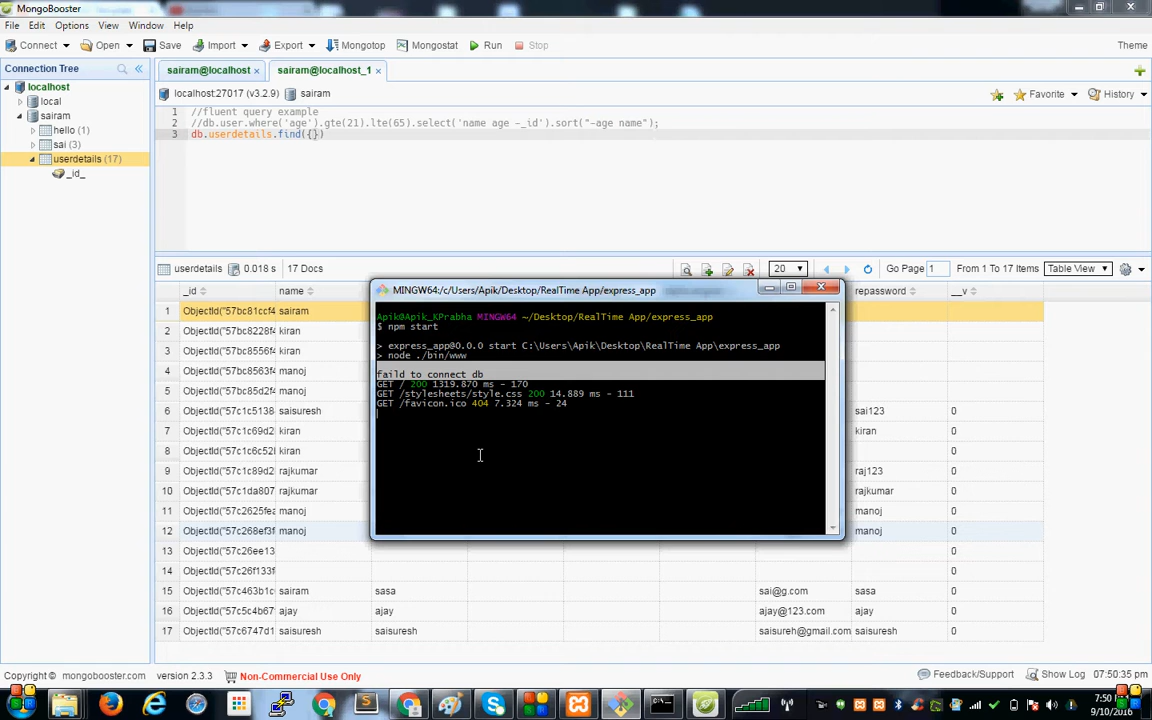 MongoBooster
File Edit Options View Window Help
Connect Open Save Import Export Mongotop Mongostat Run Stop Theme
Connection Tree
sairam@localhost × sairam@localhost_1 ×
localhost
local
sairam
hello (1)
sai (3)
userdetails (17)
_id_
localhost:27017 (v3.2.9) sairam Favorite History
1 //fluent query example
2 //db.user.where('age').gte(21).lte(65).select('name age -_id').sort("-age name");
3 db.userdetails.find({})
userdetails 0.018 s 17 Docs 20 Go Page 1 From 1 To 17 Items Table View
_id name repassword __v
1 ObjectId("57bc81ccf4 sairam
2 ObjectId("57bc8228f4 kiran
3 ObjectId("57bc8556f4 kiran
4 ObjectId("57bc8563f4 manoj
5 ObjectId("57bc85d2f4 manoj
6 ObjectId("57c1c5138 saisuresh sai123 0
7 ObjectId("57c1c69d2 kiran kiran 0
8 ObjectId("57c1c6c52 kiran 0
9 ObjectId("57c1c89d2 rajkumar raj123 0
10 ObjectId("57c1da807 rajkumar rajkumar 0
11 ObjectId("57c2625fea manoj manoj 0
12 ObjectId("57c268ef3f manoj manoj 0
13 ObjectId("57c26ee13 0
14 ObjectId("57c26f133f 0
15 ObjectId("57c463b1c sairam sasa sai@g.com sasa 0
16 ObjectId("57c5c4b67 ajay ajay ajay@123.com ajay 0
17 ObjectId("57c6747d1 saisuresh saisuresh saisureh@gmail.com saisuresh 0
MINGW64:/c/Users/Apik/Desktop/RealTime App/express_app
Apik@Apik_KPrabha MINGW64 ~/Desktop/RealTime App/express_app
$ npm start
> express_app@0.0.0 start C:\Users\Apik\Desktop\RealTime App\express_app
> node ./bin/www
faild to connect db
GET / 200 1319.870 ms - 170
GET /stylesheets/style.css 200 14.889 ms - 111
GET /favicon.ico 404 7.324 ms - 24
Copyright © mongobooster.com version 2.3.3 Non-Commercial Use Only Feedback/Support Show Log 07:50:35 pm
7:50